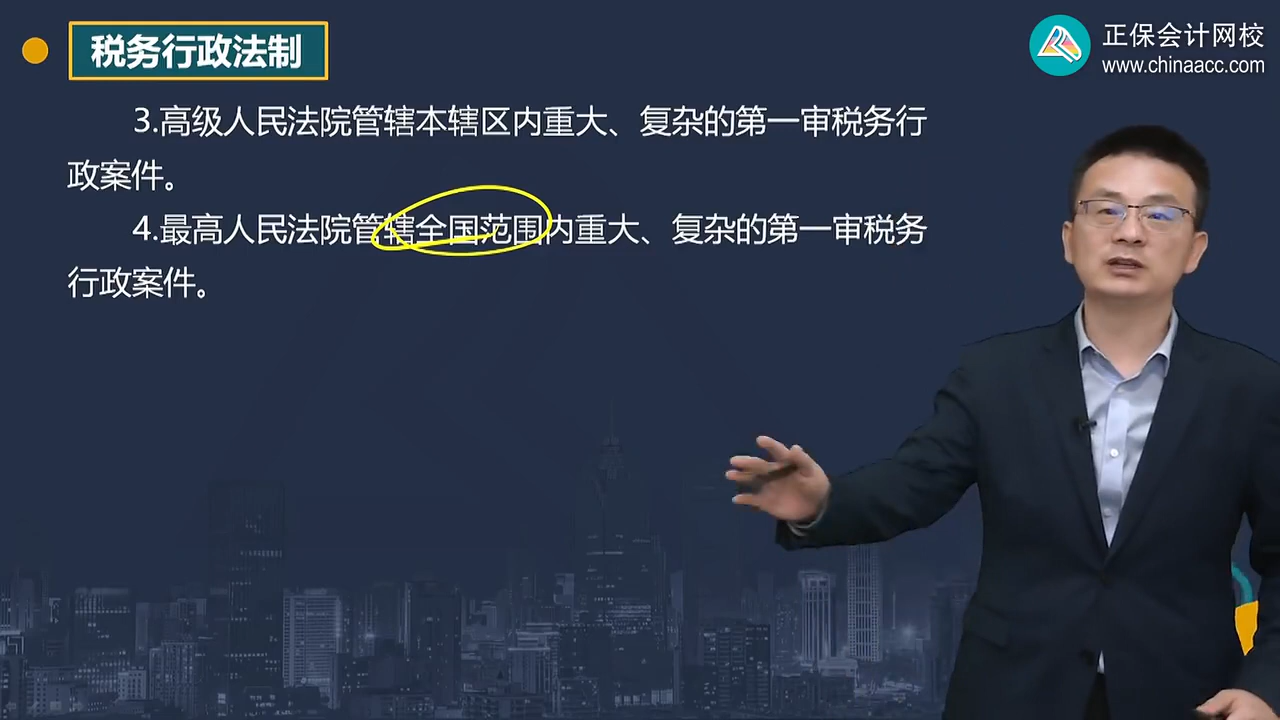 税务行政法制
正保会计网校
www.chinaacc.com
3.高级人民法院管辖本辖区内重大、复杂的第一审税务行
政案件。
4.最高人民法院管辖全国范围内重大、复杂的第一审税务
行政案件。